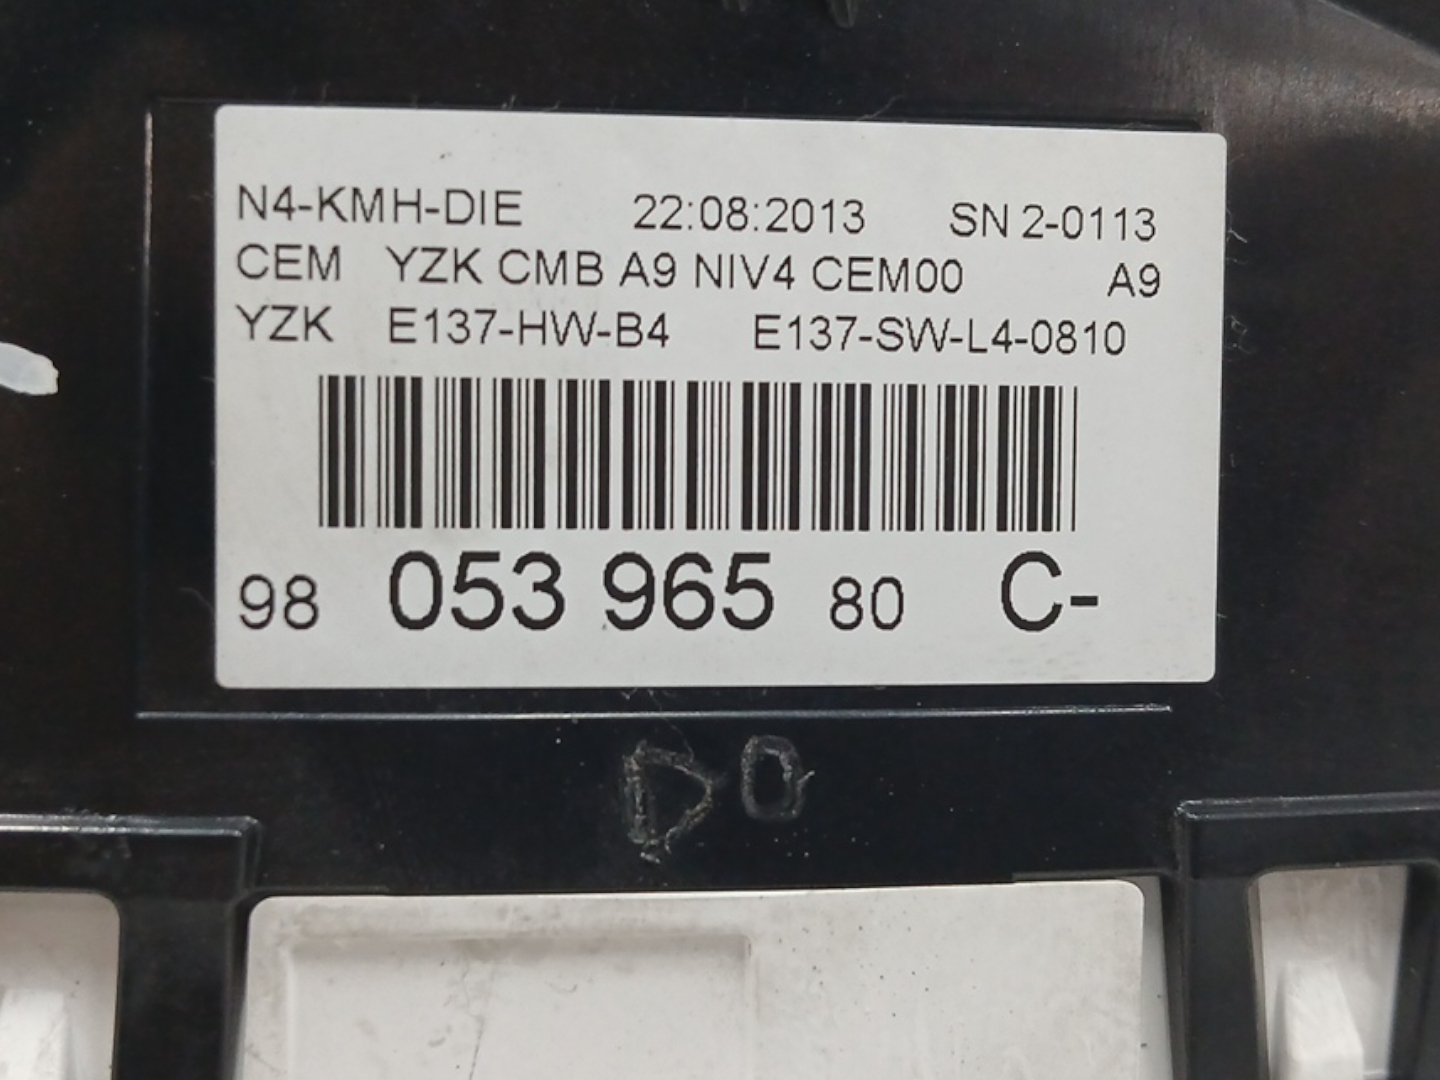 N4-KMH-DIE 22:08:2013 SN 2-0113
CEM YZK CMB A9 NIV4 CEM00 A9
YZK E137-HW-B4 E137-SW-L4-0810
98 053 965 80 C-
D0